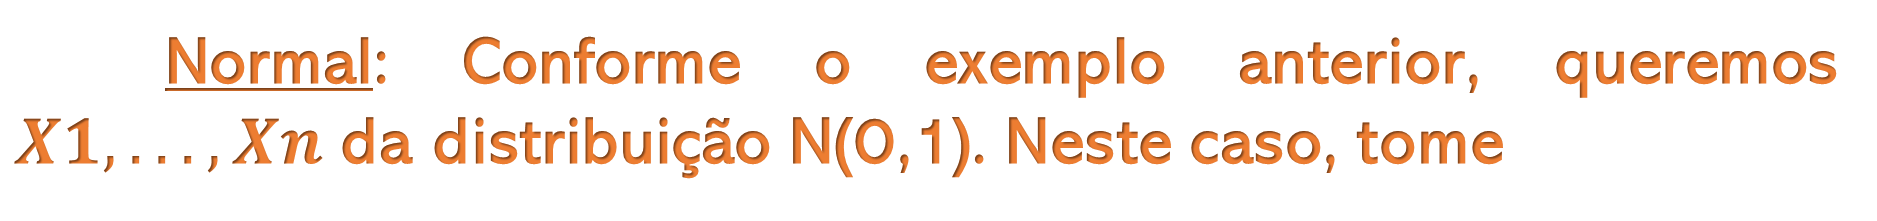 Normal: Conforme o exemplo anterior, queremos
X1,...,Xn da distribuição N(0,1). Neste caso, tome